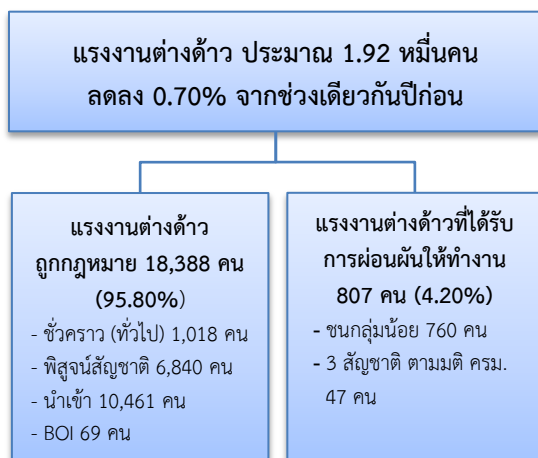 แรงงานต่างด้าว ประมาณ 1.92 หมื่นคน
ลดลง 0.70% จากช่วงเดียวกันปีก่อน
แรงงานต่างด้าว
ถูกกฎหมาย 18,388 คน
(95.80%)
- ชั่วคราว (ทั่วไป) 1,018 คน
- พิสูจน์สัญชาติ 6,840 คน
- นำเข้า 10,461 คน
- BOI 69 คน
แรงงานต่างด้าวที่ได้รับ
การผ่อนผันให้ทำงาน
807 คน (4.20%)
- ชนกลุ่มน้อย 760 คน
- 3 สัญชาติ ตามมติ ครม.
47 คน